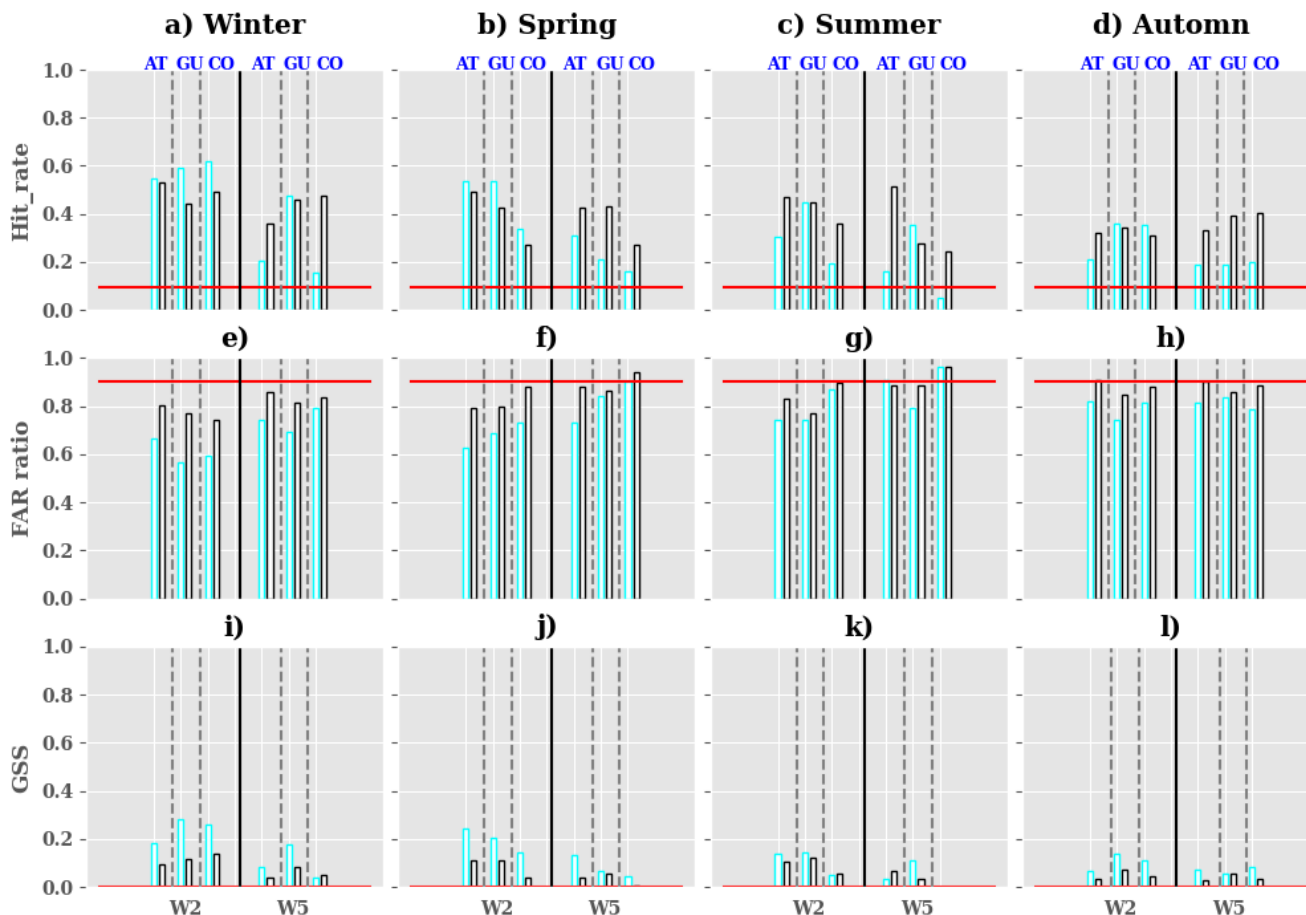 a) Winter b) Spring c) Summer d) Automn
AT GU CO AT GU CO AT GU CO AT GU CO AT GU CO AT GU CO AT GU CO AT GU CO
1.0
0.8
0.6
0.4
0.2
0.0
Hit_rate
e) f) g) h)
1.0
0.8
0.6
0.4
0.2
0.0
FAR ratio
i) j) k) l)
1.0
0.8
0.6
0.4
0.2
0.0
GSS
W2 W5 W2 W5 W2 W5 W2 W5